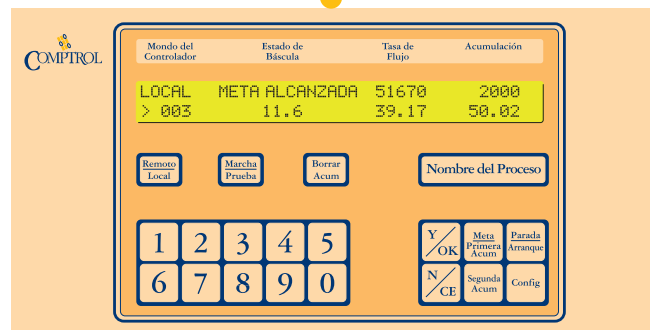 COMPTROL
Mondo del Controlador
Estado de Báscula
Tasa de Flujo
Acumulación
LOCAL META ALCANZADA 51670 2000
> 003 11.6 39.17 50.02
Remoto
Local
Marcha
Prueba
Borrar
Acum
Nombre del Proceso
1 2 3 4 5
6 7 8 9 0
Y/OK
Meta
Primera
Acum
Parada
Arranque
N/CE
Segunda
Acum
Config